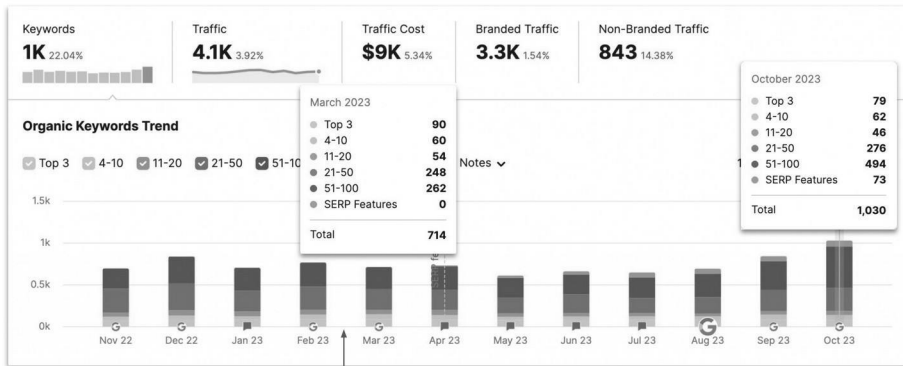 Keywords
1K 22.04%
Traffic
4.1K 3.92%
Traffic Cost
$9K 5.34%
Branded Traffic
3.3K 1.54%
Non-Branded Traffic
843 14.38%
Organic Keywords Trend
Top 3 4-10 11-20 21-50 51-10
Notes
1
March 2023
Top 3 90
4-10 60
11-20 54
21-50 248
51-100 262
SERP Features 0
Total 714
October 2023
Top 3 79
4-10 62
11-20 46
21-50 276
51-100 494
SERP Features 73
Total 1,030
1.5k
1k
0.5k
0k
SERP fe
G G G G G G G
Nov 22 Dec 22 Jan 23 Feb 23 Mar 23 Apr 23 May 23 Jun 23 Jul 23 Aug 23 Sep 23 Oct 23